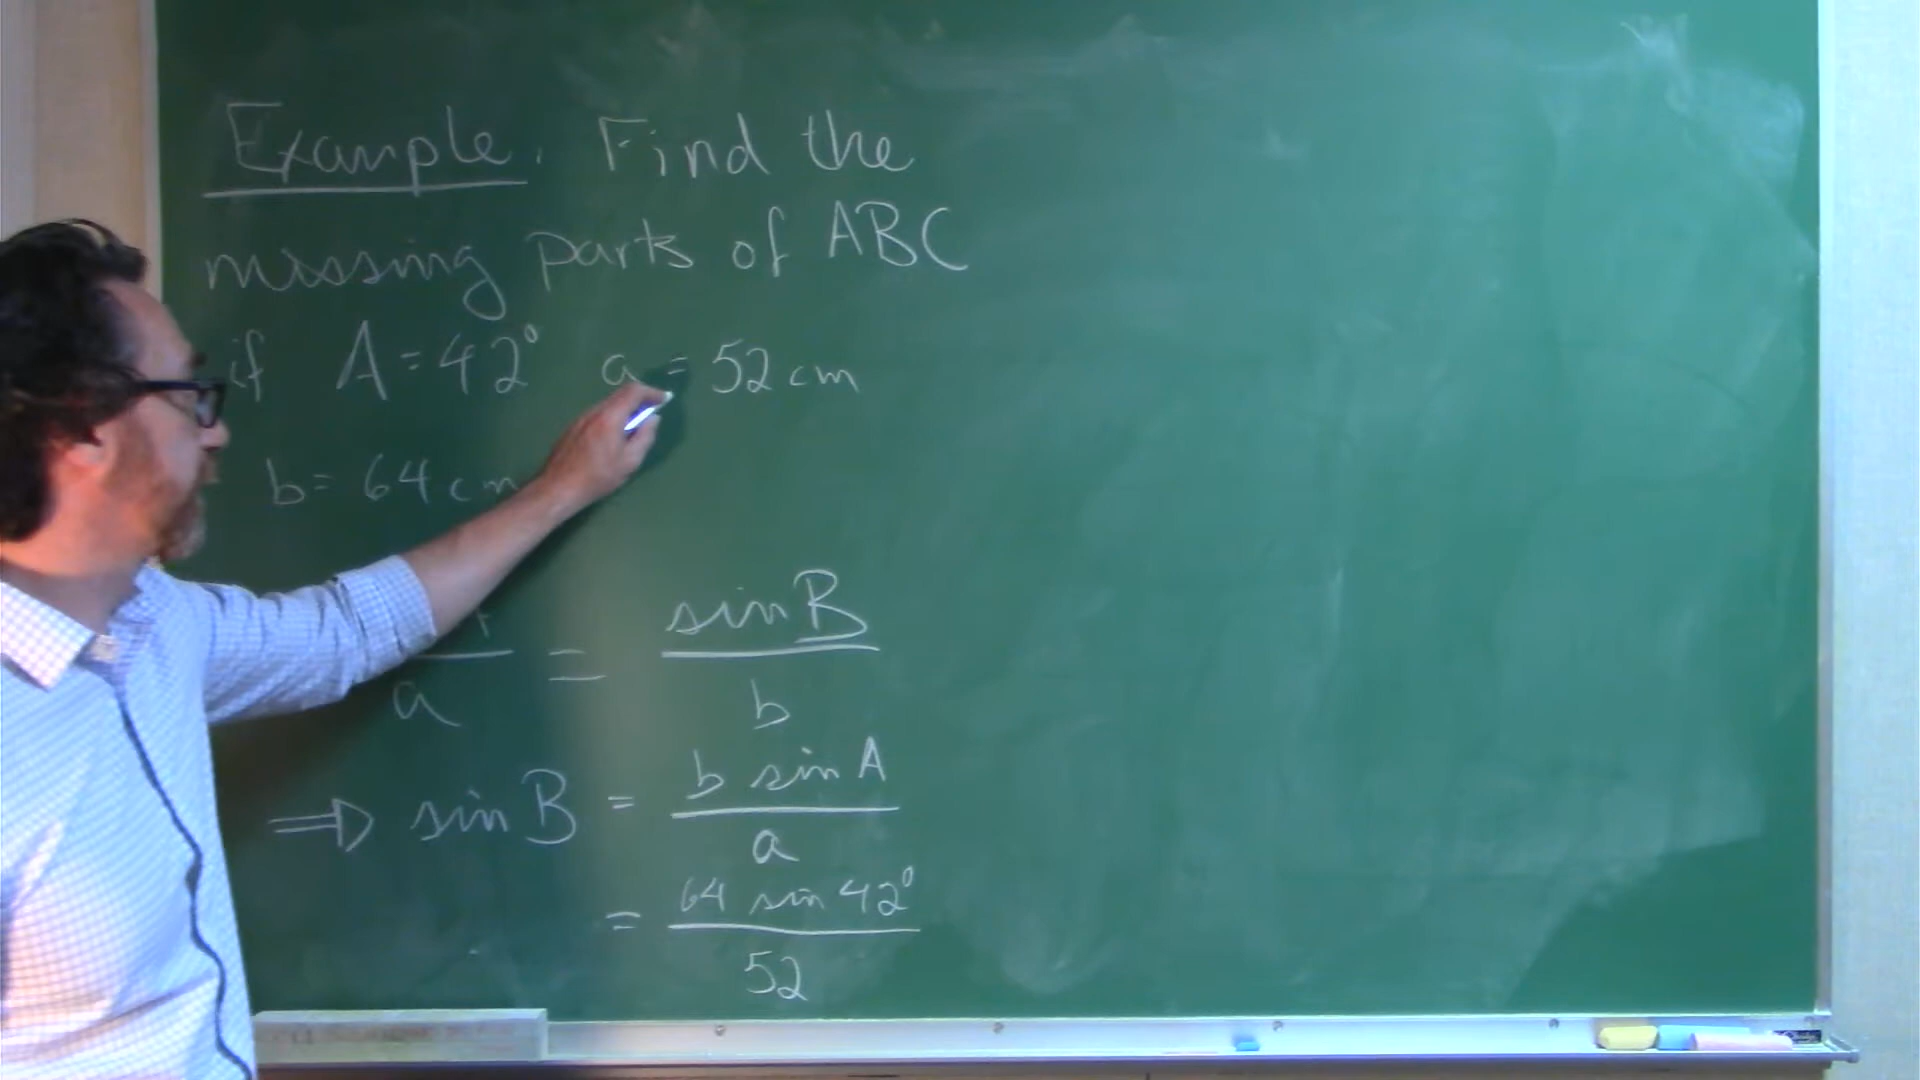 Example. Find the
missing parts of ABC
if A = 42° a = 52 cm
b = 64 cm
sin B
=
a b
⇒ sin B = b sin A
a
= 64 sin 42°
52